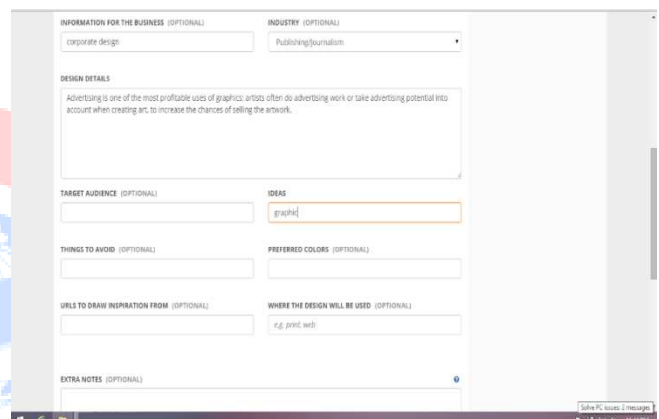 INFORMATION FOR THE BUSINESS (OPTIONAL) INDUSTRY (OPTIONAL)
corporate design Publishing/Journalism
DESIGN DETAILS
Advertising is one of the most profitable uses of graphics; artists often do advertising work or take advertising potential into
account when creating art, to increase the chances of selling the artwork.
TARGET AUDIENCE (OPTIONAL) IDEAS
graphic
THINGS TO AVOID (OPTIONAL) PREFERRED COLORS (OPTIONAL)
URLS TO DRAW INSPIRATION FROM (OPTIONAL) WHERE THE DESIGN WILL BE USED (OPTIONAL)
e.g. print, web
EXTRA NOTES (OPTIONAL)
Solve PC issues: 2 messages